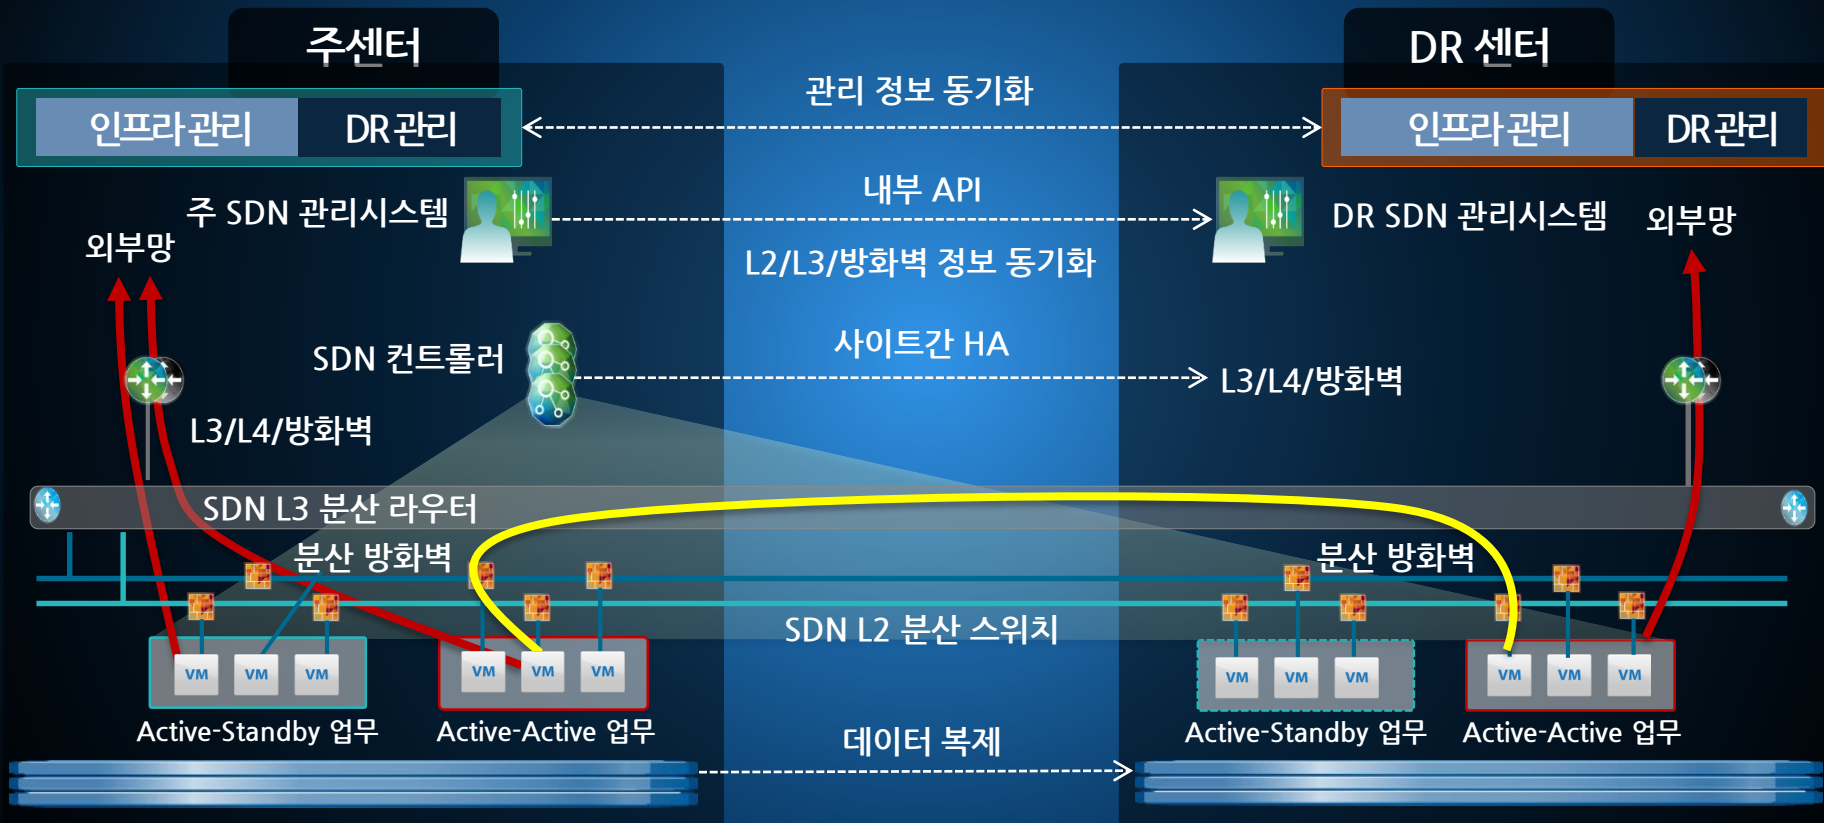 주센터
DR 센터
인프라 관리
DR 관리
관리 정보 동기화
인프라 관리
DR 관리
주 SDN 관리시스템
내부 API
DR SDN 관리시스템
외부망
외부망
L2/L3/방화벽 정보 동기화
SDN 컨트롤러
사이트간 HA
L3/L4/방화벽
L3/L4/방화벽
SDN L3 분산 라우터
분산 방화벽
분산 방화벽
SDN L2 분산 스위치
VM
VM
VM
VM
VM
VM
VM
VM
VM
VM
VM
VM
Active-Standby 업무
Active-Active 업무
데이터 복제
Active-Standby 업무
Active-Active 업무